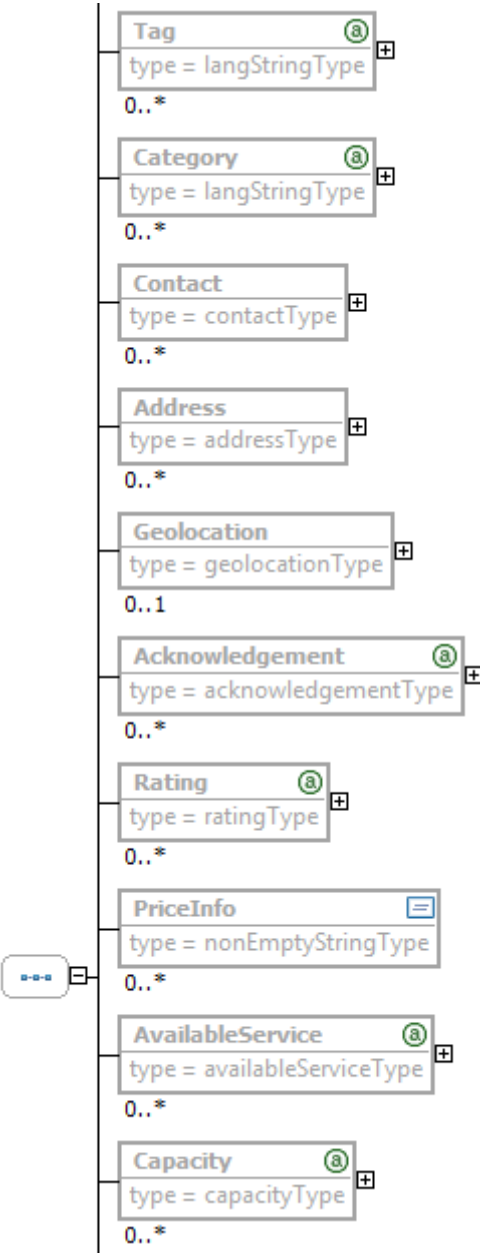 Tag
type = langStringType
0..*
Category
type = langStringType
0..*
Contact
type = contactType
0..*
Address
type = addressType
0..*
Geolocation
type = geolocationType
0..1
Acknowledgement
type = acknowledgementType
0..*
Rating
type = ratingType
0..*
PriceInfo
type = nonEmptyStringType
0..*
AvailableService
type = availableServiceType
0..*
Capacity
type = capacityType
0..*